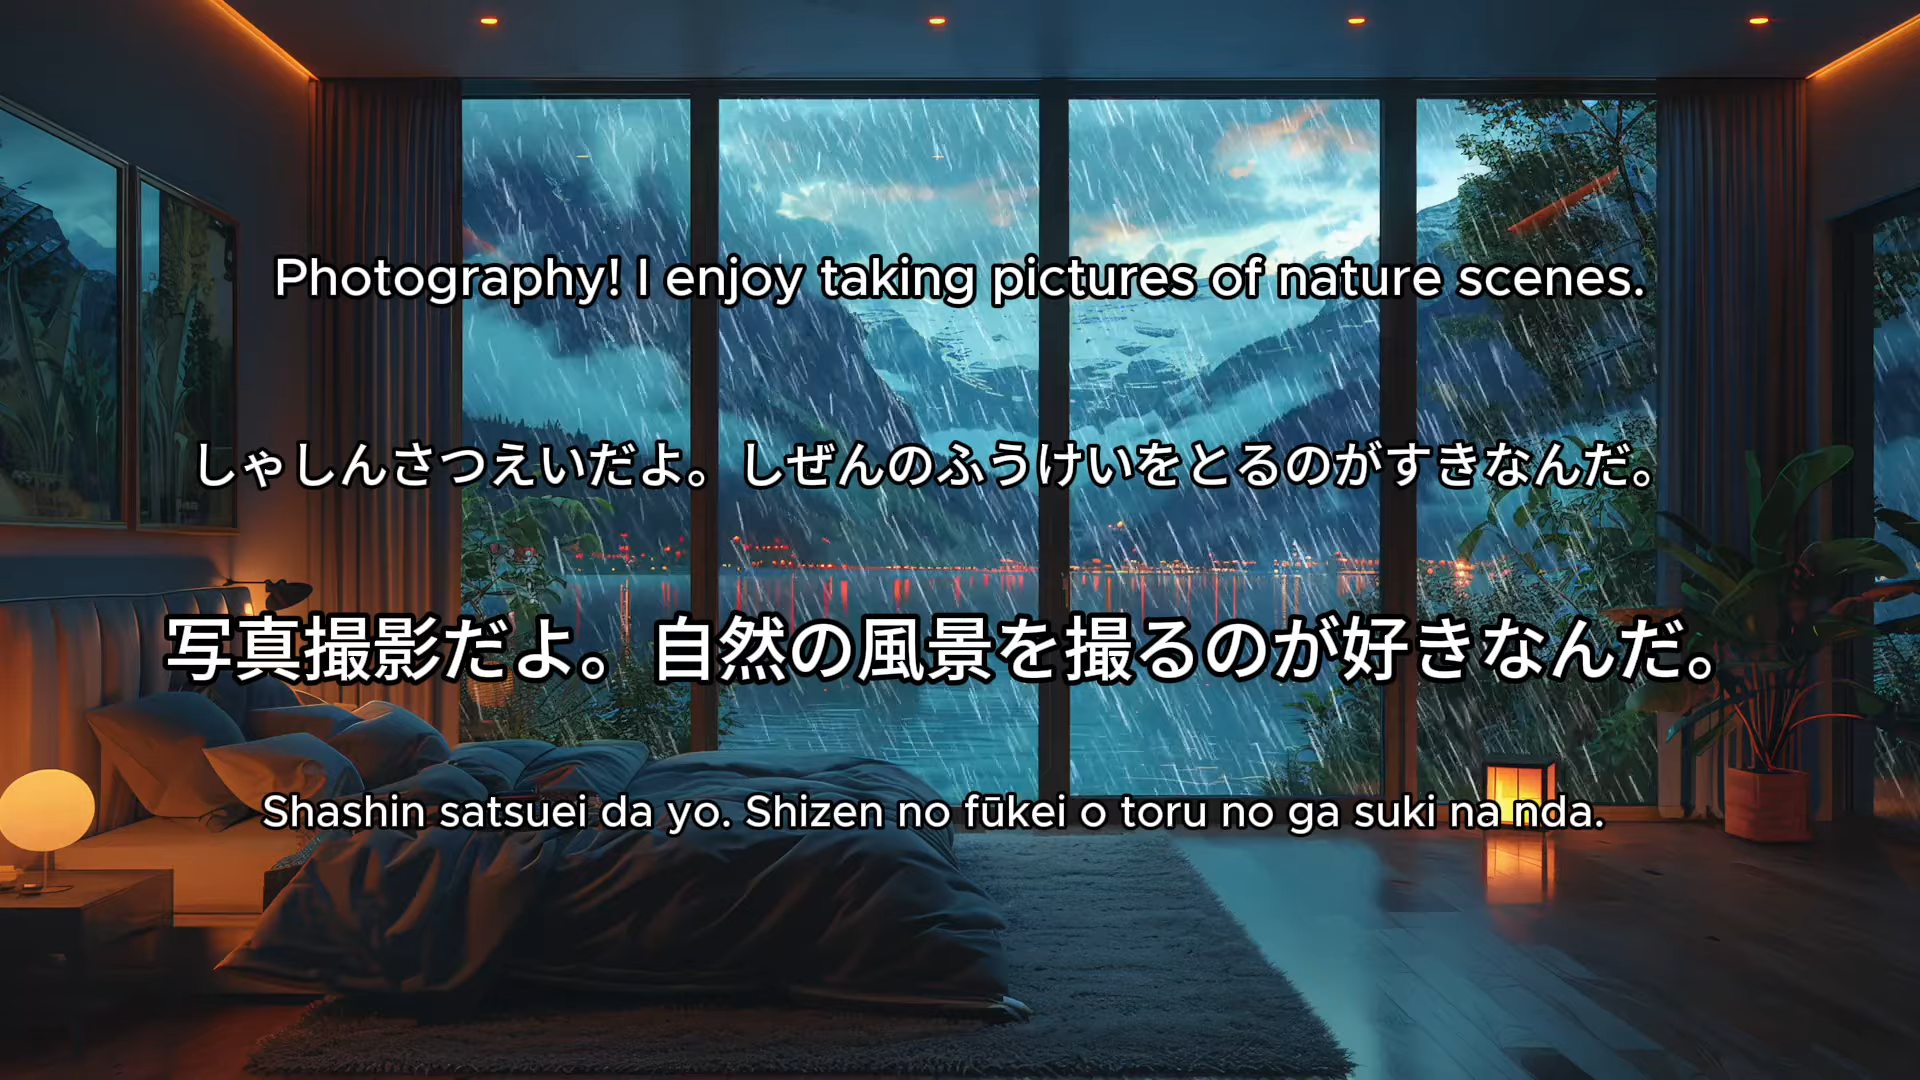 Photography! I enjoy taking pictures of nature scenes.
しゃしんさつえいだよ。しぜんのふうけいをとるのがすきなんだ。
写真撮影だよ。自然の風景を撮るのが好きなんだ。
Shashin satsuei da yo. Shizen no fūkei o toru no ga suki na nda.